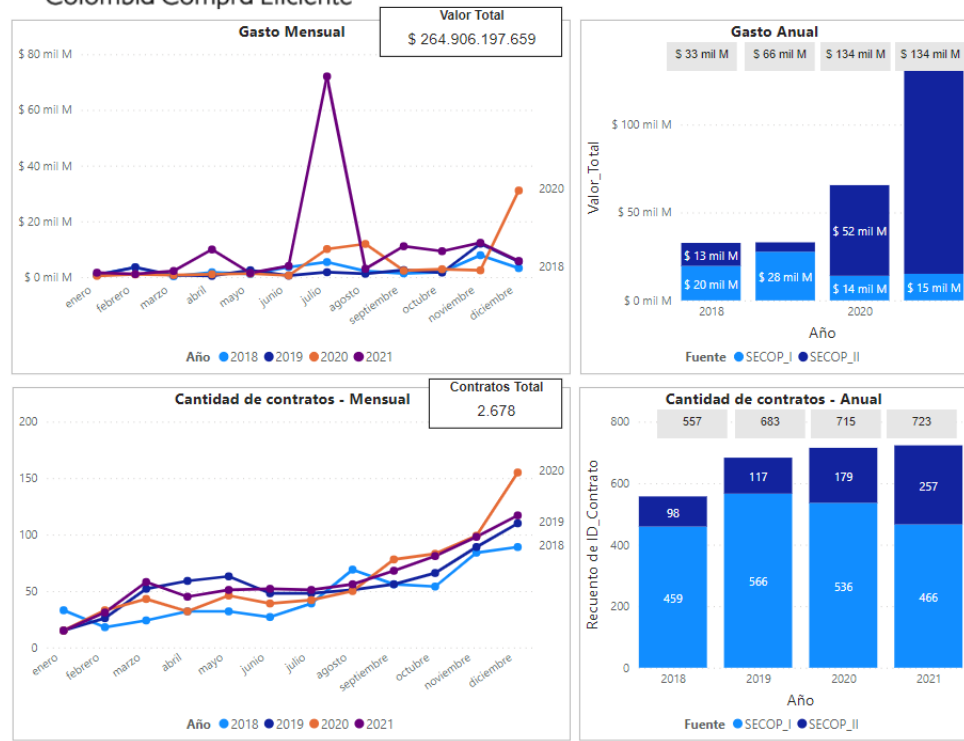 Colombia Compra Eficiente
Gasto Mensual
Valor Total
$ 264.906.197.659
$ 80 mil M
$ 60 mil M
$ 40 mil M
$ 20 mil M
$ 0 mil M
2020
2018
enero
febrero
marzo
abril
mayo
junio
julio
agosto
septiembre
octubre
noviembre
diciembre
Año 2018 2019 2020 2021
Gasto Anual
$ 33 mil M $ 66 mil M $ 134 mil M $ 134 mil M
Valor_Total
$ 100 mil M
$ 50 mil M
$ 0 mil M
$ 13 mil M
$ 20 mil M
$ 28 mil M
$ 52 mil M
$ 14 mil M
$ 15 mil M
2018 2020
Año
Fuente SECOP_I SECOP_II
Cantidad de contratos - Mensual
Contratos Total
2.678
200
150
100
50
0
2020
2019
2018
enero
febrero
marzo
abril
mayo
junio
julio
agosto
septiembre
octubre
noviembre
diciembre
Año 2018 2019 2020 2021
Cantidad de contratos - Anual
557 683 715 723
Recuento de ID_Contrato
800
600
400
200
0
98
459
117
566
179
536
257
466
2018 2019 2020 2021
Año
Fuente SECOP_I SECOP_II